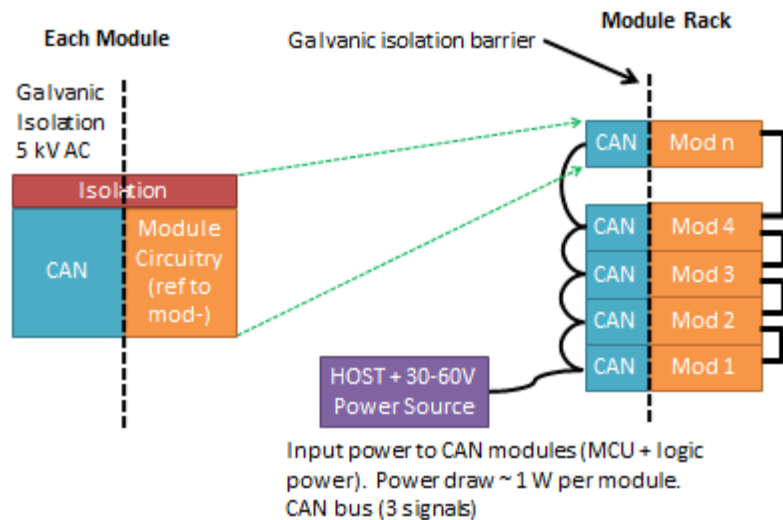 Each Module
Module Rack
Galvanic isolation barrier
Galvanic
Isolation
5 kV AC
Isolation
CAN
Module
Circuitry
(ref to
mod-)
CAN Mod n
CAN Mod 4
CAN Mod 3
CAN Mod 2
CAN Mod 1
HOST + 30-60V
Power Source
Input power to CAN modules (MCU + logic
power). Power draw ~ 1 W per module.
CAN bus (3 signals)